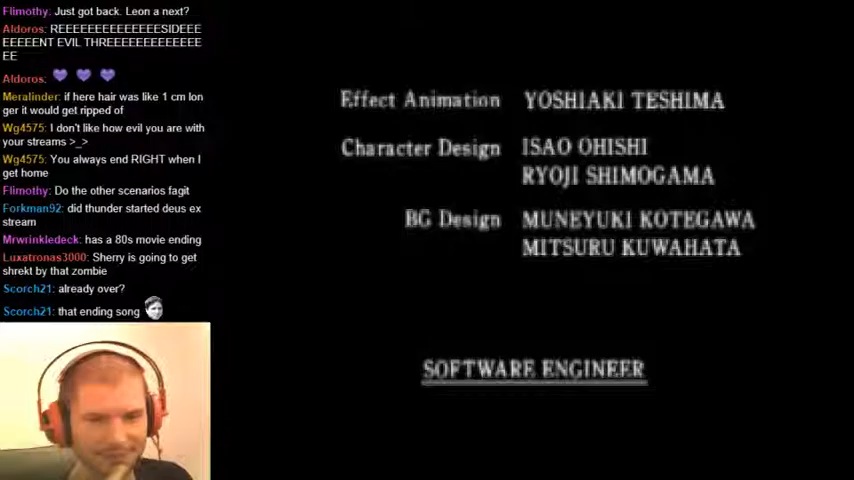 Flimothy: Just got back. Leon a next?
Aldoros: REEEEEEEEEEEEEESIDEEE
EEEEENT EVIL THREEEEEEEEEEEEE
EE
Aldoros:
Meralinder: if here hair was like 1 cm lon
ger it would get ripped of
Wg4575: I don't like how evil you are with
your streams >_>
Wg4575: You always end RIGHT when I
get home
Flimothy: Do the other scenarios fagit
Forkman92: did thunder started deus ex
stream
Mrwrinkledeck: has a 80s movie ending
Luxatronas3000: Sherry is going to get
shrekt by that zombie
Scorch21: already over?
Scorch21: that ending song
Effect Animation YOSHIAKI TESHIMA
Character Design ISAO OHISHI
RYOJI SHIMOGAMA
BG Design MUNEYUKI KOTEGAWA
MITSURU KUWAHATA
SOFTWARE ENGINEER